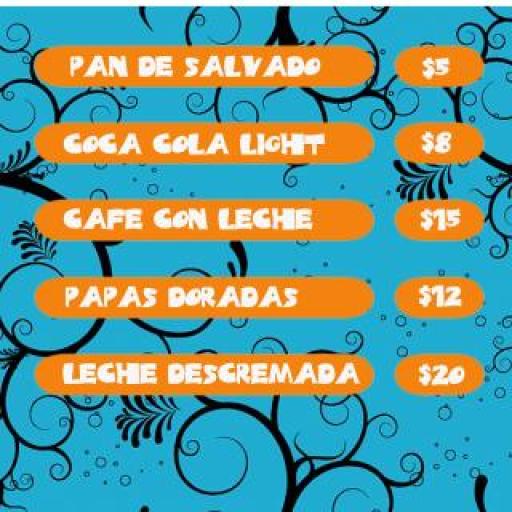 PAN DE SALVADO $5
COCA COLA LIGHT $8
CAFE CON LECHE $15
PAPAS DORADAS $12
LECHE DESCREMADA $20